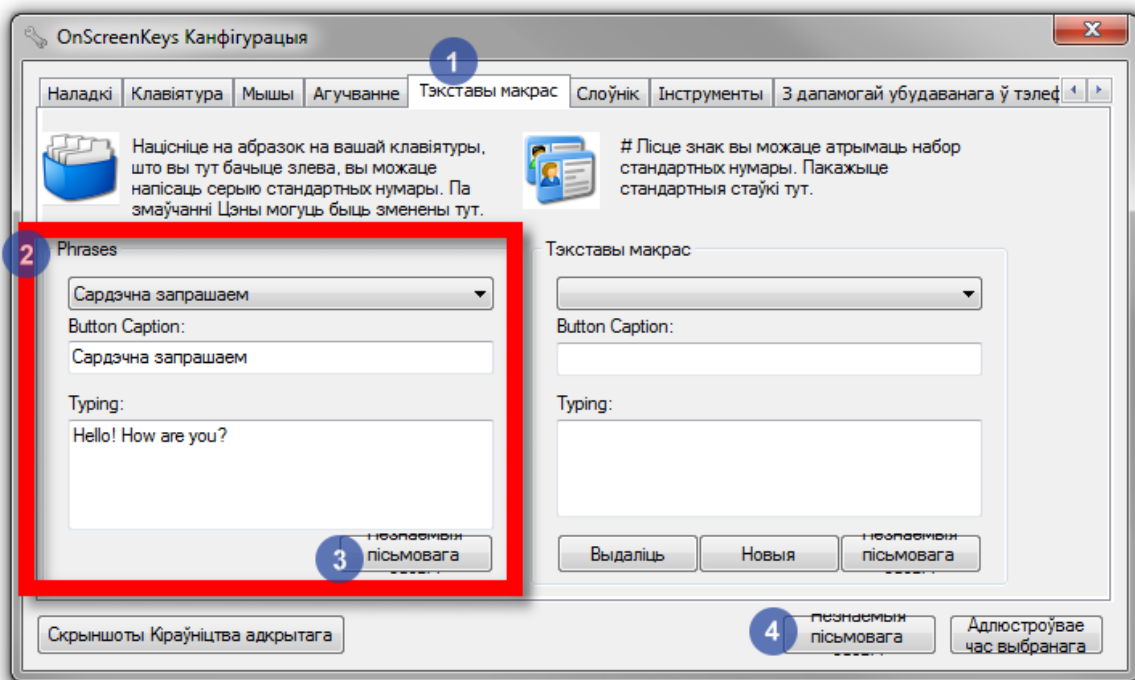 OnScreenKeys Канфігурацыя
1
Наладкі Клавіятура Мышы Агучванне Тэкставы макрас Слоўнік Інструменты З дапамогай убудаванага ў тэлеф
Націсніце на абразок на вашай клавіятуры,
што вы тут бачыце злева, вы можаце
напісаць серыю стандартных нумары. Па
змаўчанні Цэны могуць быць зменены тут.
# Лісце знак вы можаце атрымаць набор
стандартных нумары. Пакажыце
стандартныя стаўкі тут.
2
Phrases
Сардэчна запрашаем
Button Caption:
Сардэчна запрашаем
Typing:
Hello! How are you?
3
Незнаемыя
пісьмовага
Тэкставы макрас
Button Caption:
Typing:
Выдаліць
Новыя
Незнаемыя
пісьмовага
Скрыншоты Кіраўніцтва адкрытага
4
Незнаемыя
пісьмовага
Адлюстроўвае
час выбранага